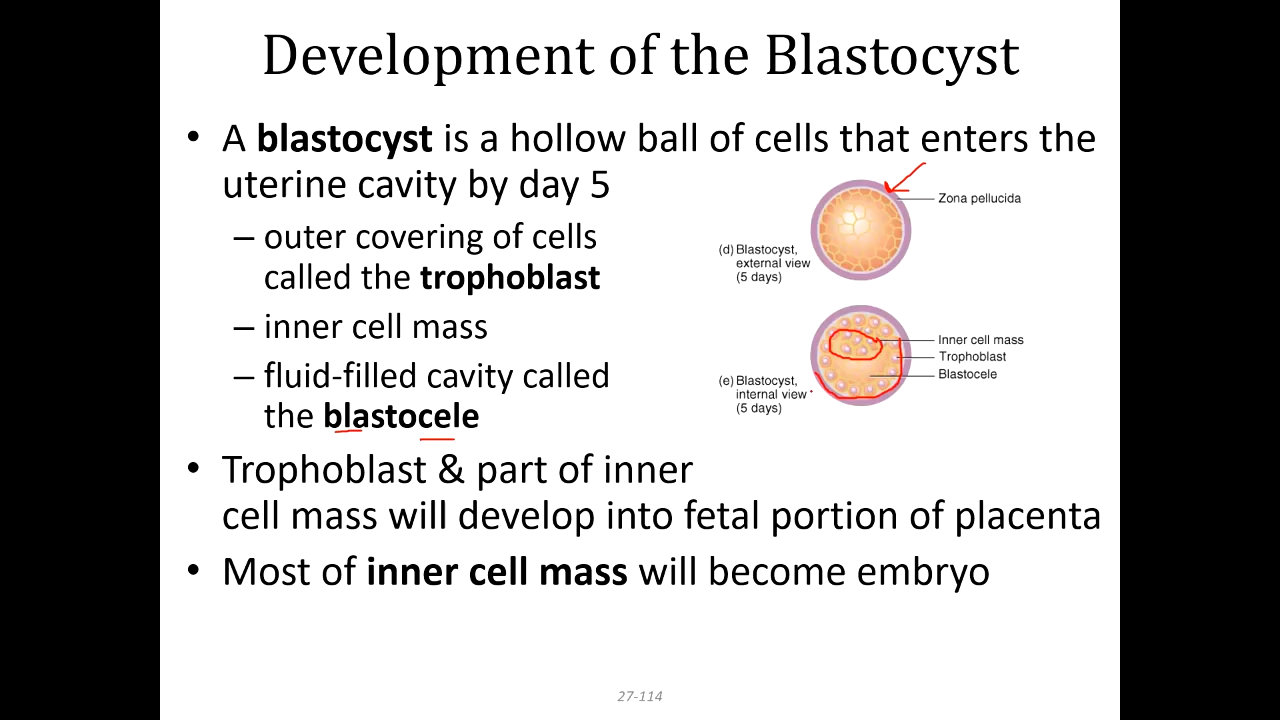 Development of the Blastocyst
• A blastocyst is a hollow ball of cells that enters the
uterine cavity by day 5
– outer covering of cells
called the trophoblast
– inner cell mass
– fluid-filled cavity called
the blastocele
Zona pellucida
(d) Blastocyst,
external view
(5 days)
Inner cell mass
Trophoblast
Blastocele
(e) Blastocyst,
internal view
(5 days)
• Trophoblast & part of inner
cell mass will develop into fetal portion of placenta
• Most of inner cell mass will become embryo
27-114